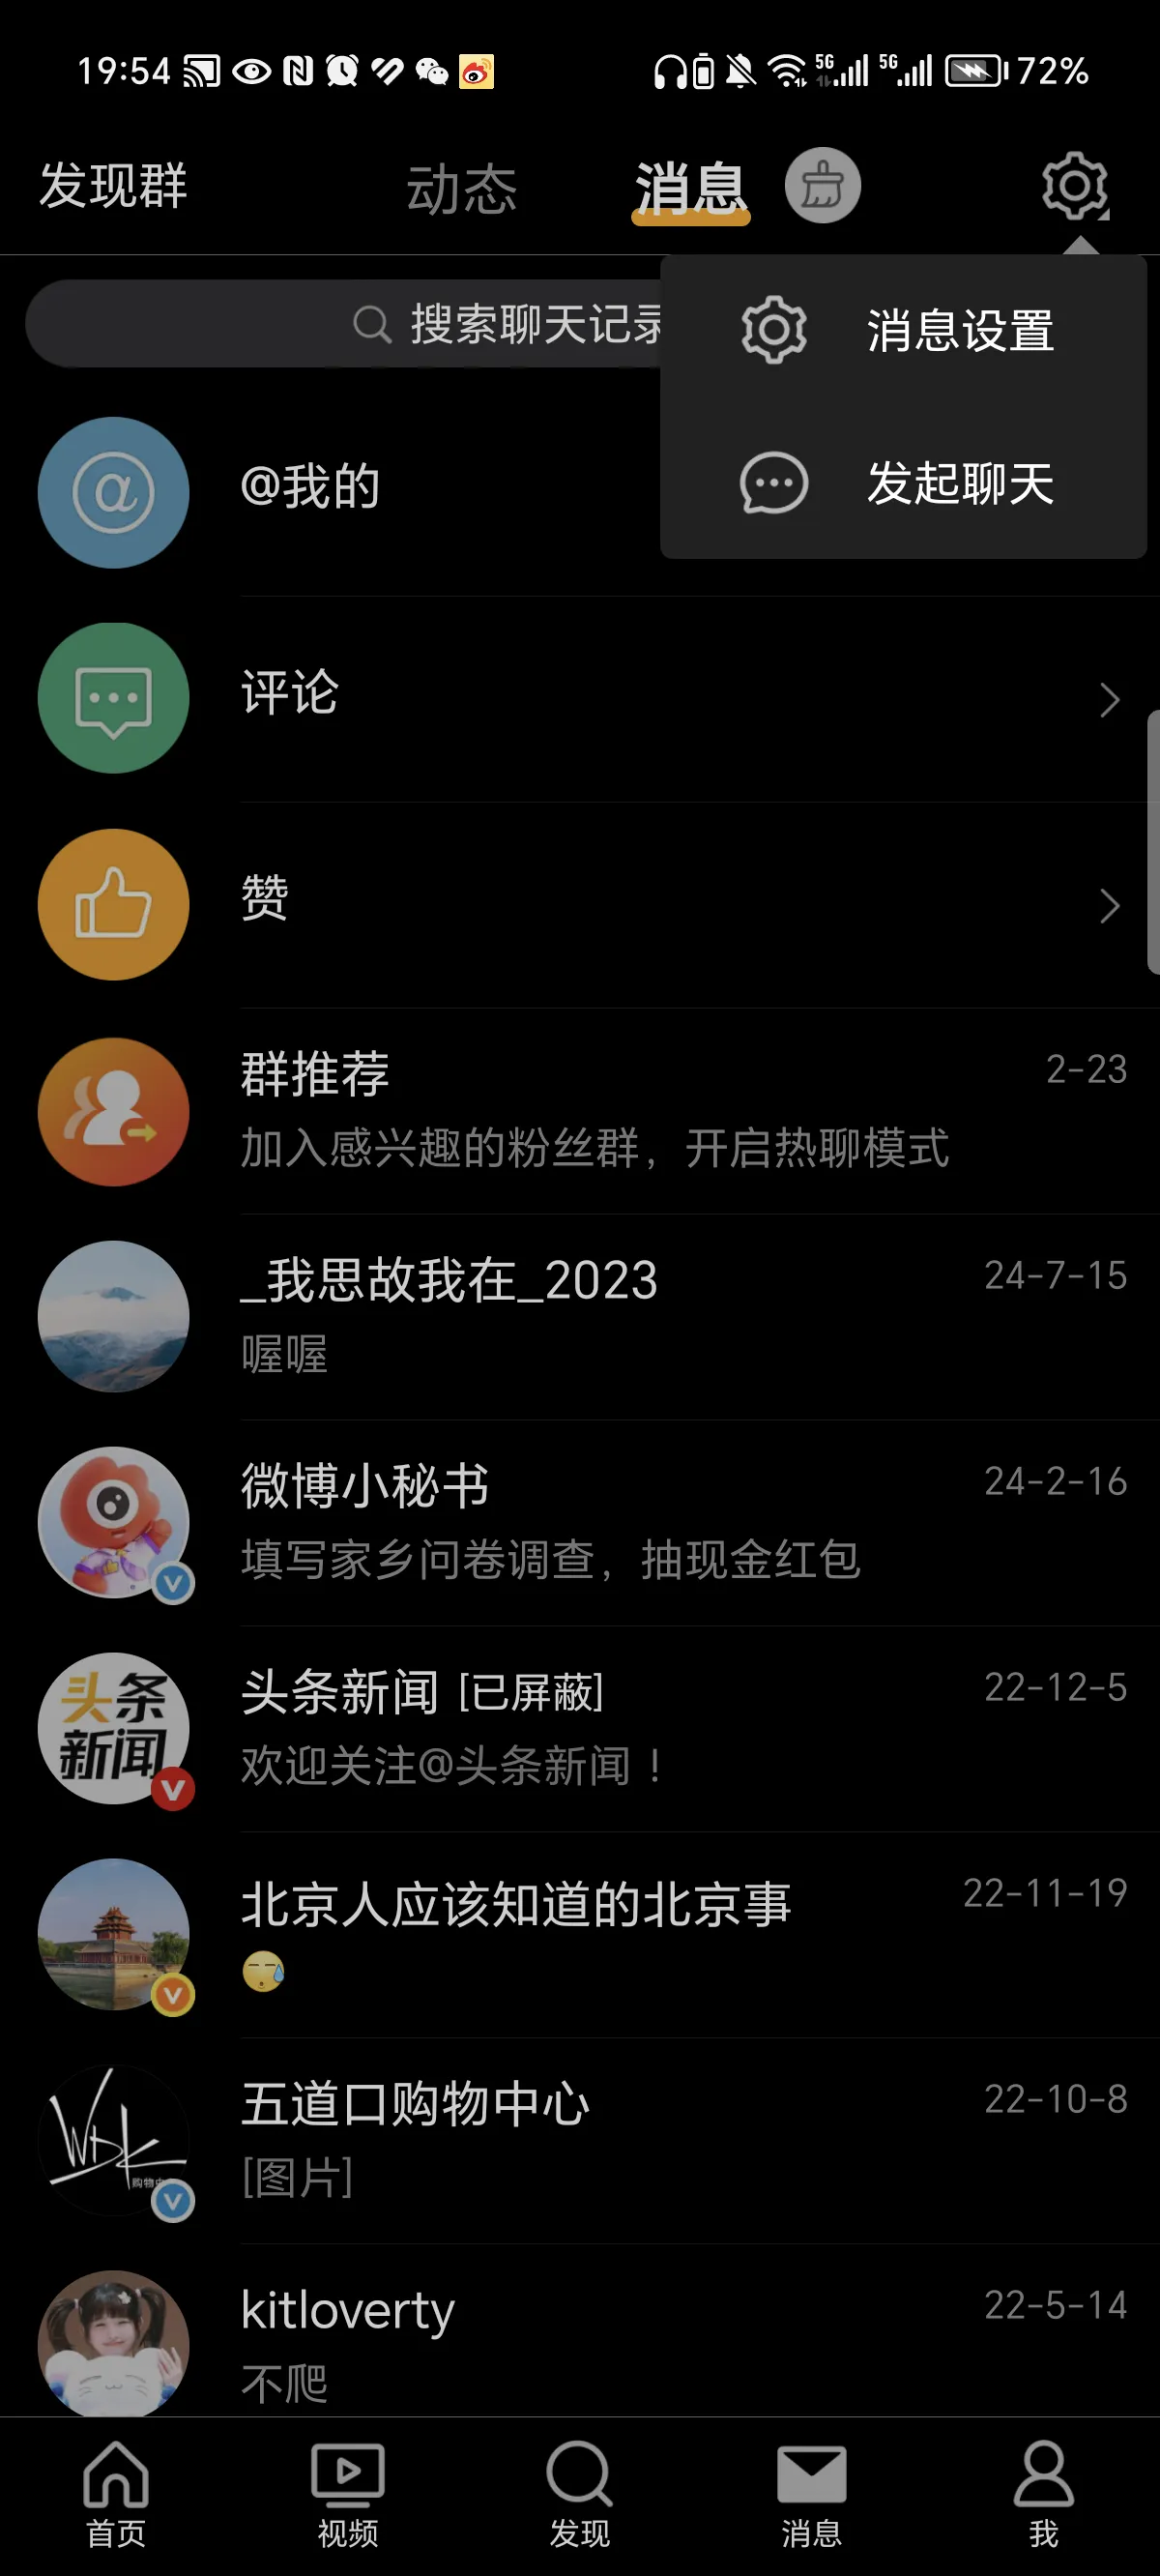 19:54
5G 5G 72%
发现群 动态 消息
搜索聊天记录
消息设置
发起聊天
@我的
评论
赞
群推荐 2-23
加入感兴趣的粉丝群，开启热聊模式
_我思故我在_2023 24-7-15
喔喔
微博小秘书 24-2-16
填写家乡问卷调查，抽现金红包
头条新闻 [已屏蔽] 22-12-5
头条
新闻
欢迎关注@头条新闻！
北京人应该知道的北京事 22-11-19
五道口购物中心 22-10-8
[图片]
kitloverty 22-5-14
不爬
首页 视频 发现 消息 我